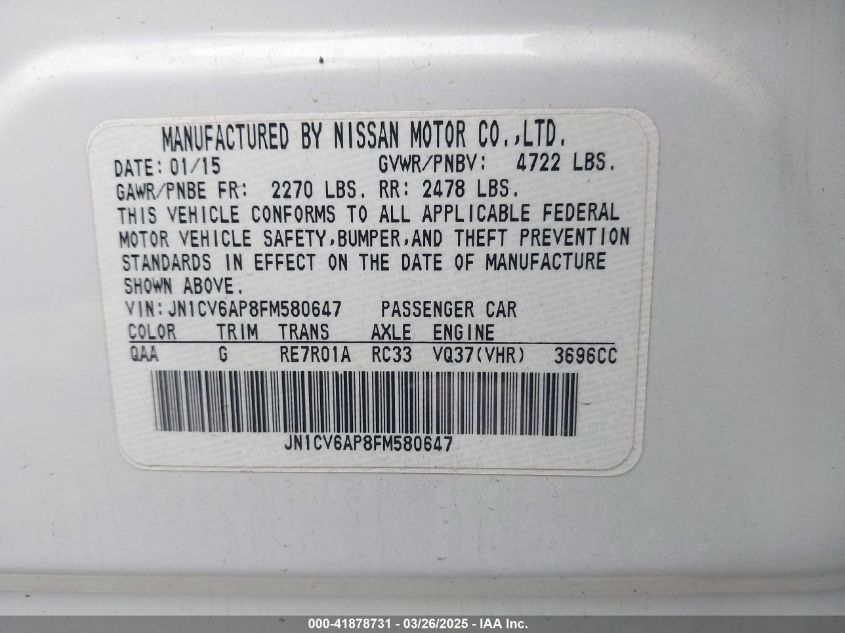 MANUFACTURED BY NISSAN MOTOR CO.,LTD.
DATE: 01/15 GVWR/PNBV: 4722 LBS.
GAWR/PNBE FR: 2270 LBS. RR: 2478 LBS.
THIS VEHICLE CONFORMS TO ALL APPLICABLE FEDERAL
MOTOR VEHICLE SAFETY,BUMPER,AND THEFT PREVENTION
STANDARDS IN EFFECT ON THE DATE OF MANUFACTURE
SHOWN ABOVE.
VIN:JN1CV6AP8FM580647 PASSENGER CAR
COLOR TRIM TRANS AXLE ENGINE
QAA G RE7R01A RC33 VQ37(VHR) 3696CC
JN1CV6AP8FM580647
000-41878731 - 03/26/2025 - IAA Inc.